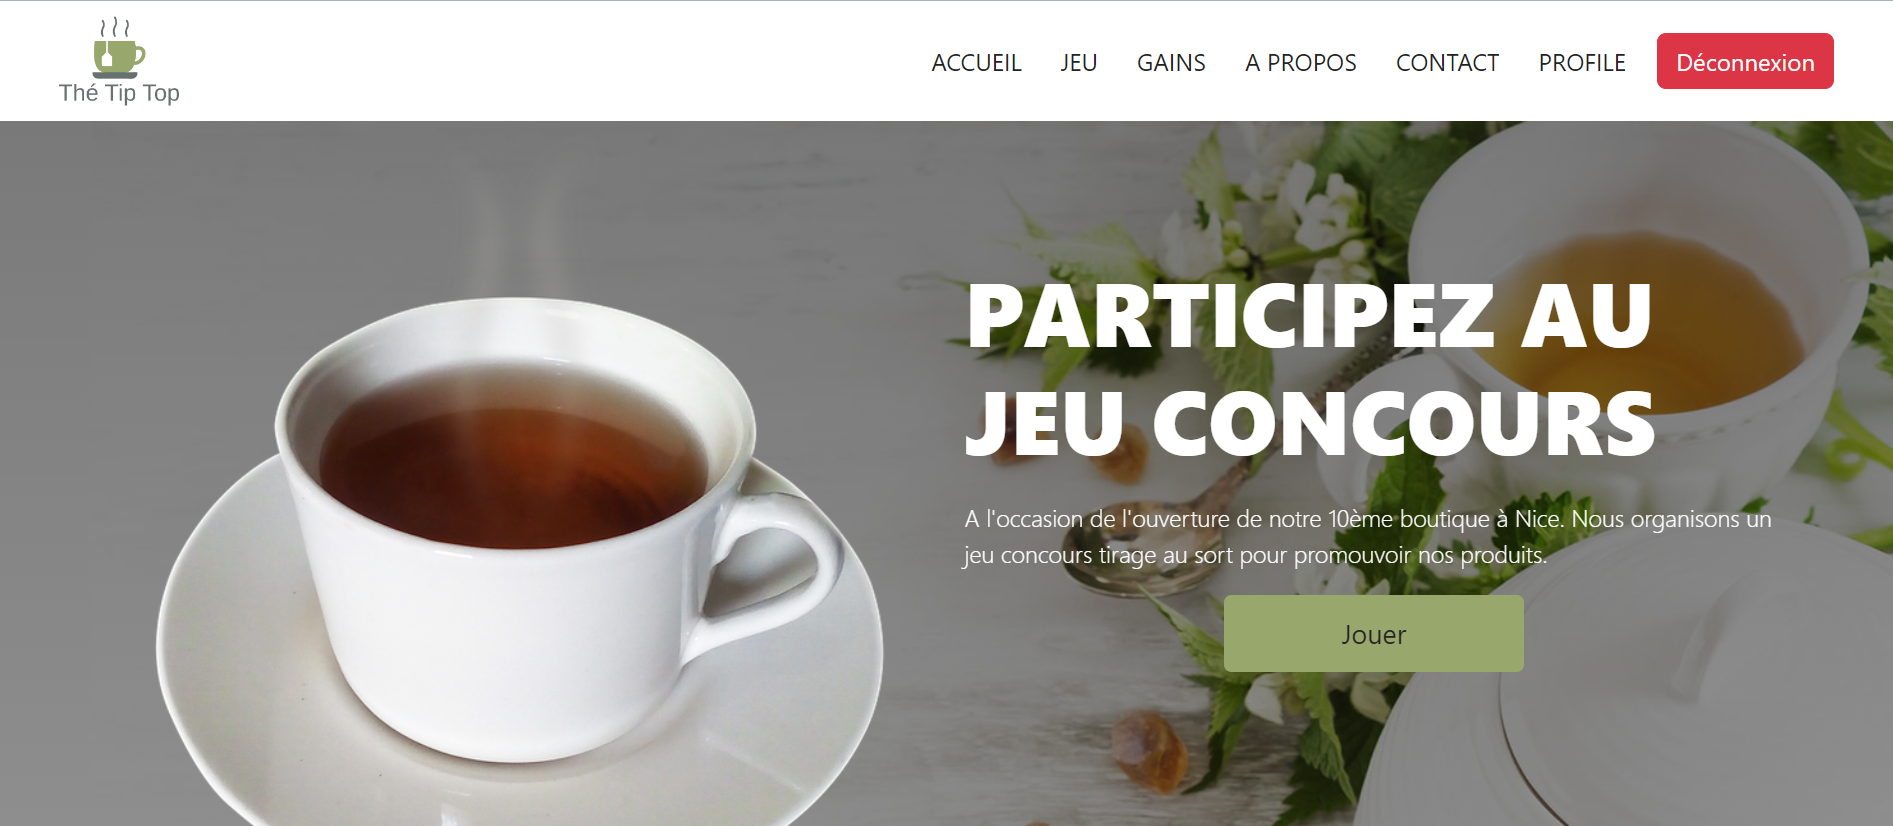 Thé Tip Top
ACCUEIL JEU GAINS A PROPOS CONTACT PROFILE Déconnexion
PARTICIPEZ AU
JEU CONCOURS
A l'occasion de l'ouverture de notre 10ème boutique à Nice. Nous organisons un
jeu concours tirage au sort pour promouvoir nos produits.
Jouer